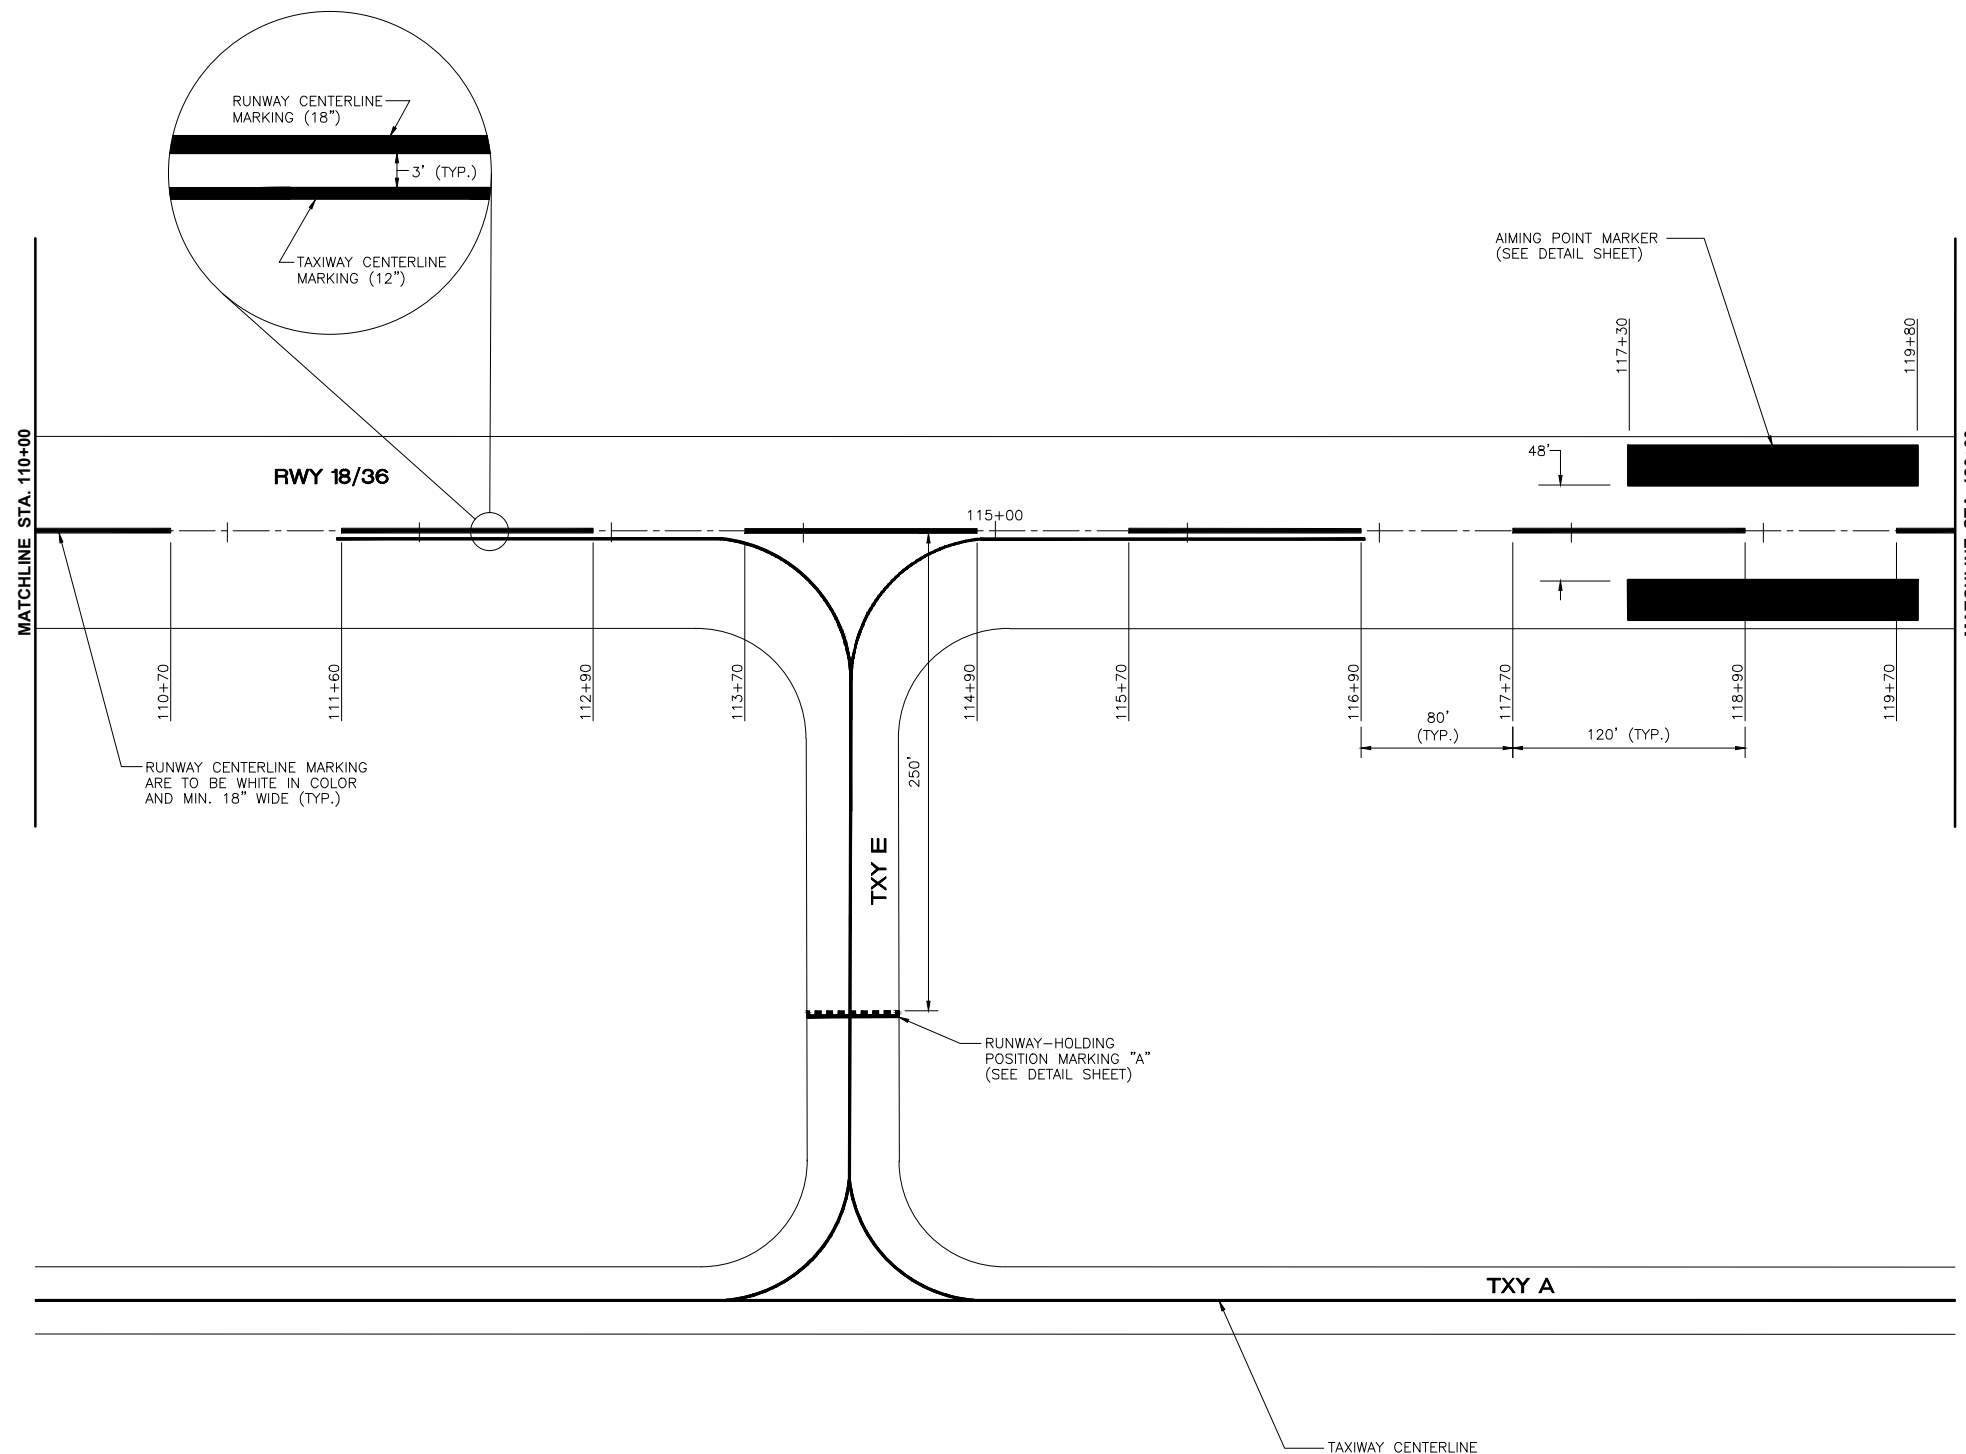 RUNWAY CENTERLINE
MARKING (18")
3' (TYP.)
TAXIWAY CENTERLINE
MARKING (12")
AIMING POINT MARKER
(SEE DETAIL SHEET)
117+30
119+80
MATCHLINE STA. 110+00
RWY 18/36
48'
115+00
110+70
111+60
112+90
113+70
114+90
115+70
116+90
117+70
118+90
119+70
80'
(TYP.)
120' (TYP.)
RUNWAY CENTERLINE MARKING
ARE TO BE WHITE IN COLOR
AND MIN. 18" WIDE (TYP.)
250'
TXY E
RUNWAY-HOLDING
POSITION MARKING "A"
(SEE DETAIL SHEET)
TXY A
TAXIWAY CENTERLINE